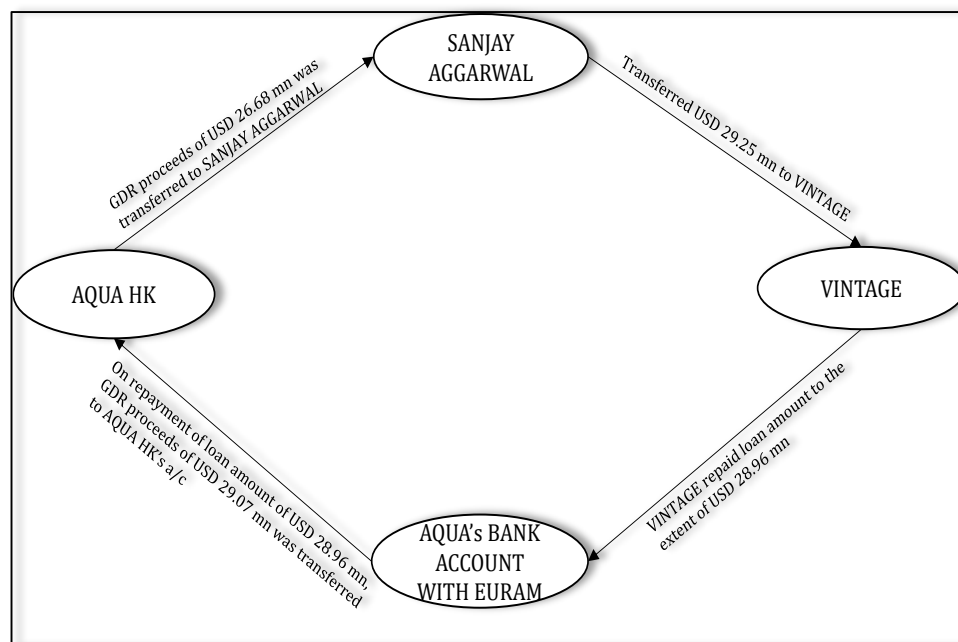 SANJAY
AGGARWAL
GDR proceeds of USD 26.68 mn was
transferred to SANJAY AGGARWAL
Transferred USD 29.25 mn to VINTAGE
AQUA HK
VINTAGE
On repayment of loan amount of USD 28.96 mn,
GDR proceeds of USD 29.07 mn was transferred
to AQUA HK's a/c
VINTAGE repaid loan amount to the
extent of USD 28.96 mn
AQUA's BANK
ACCOUNT
WITH EURAM